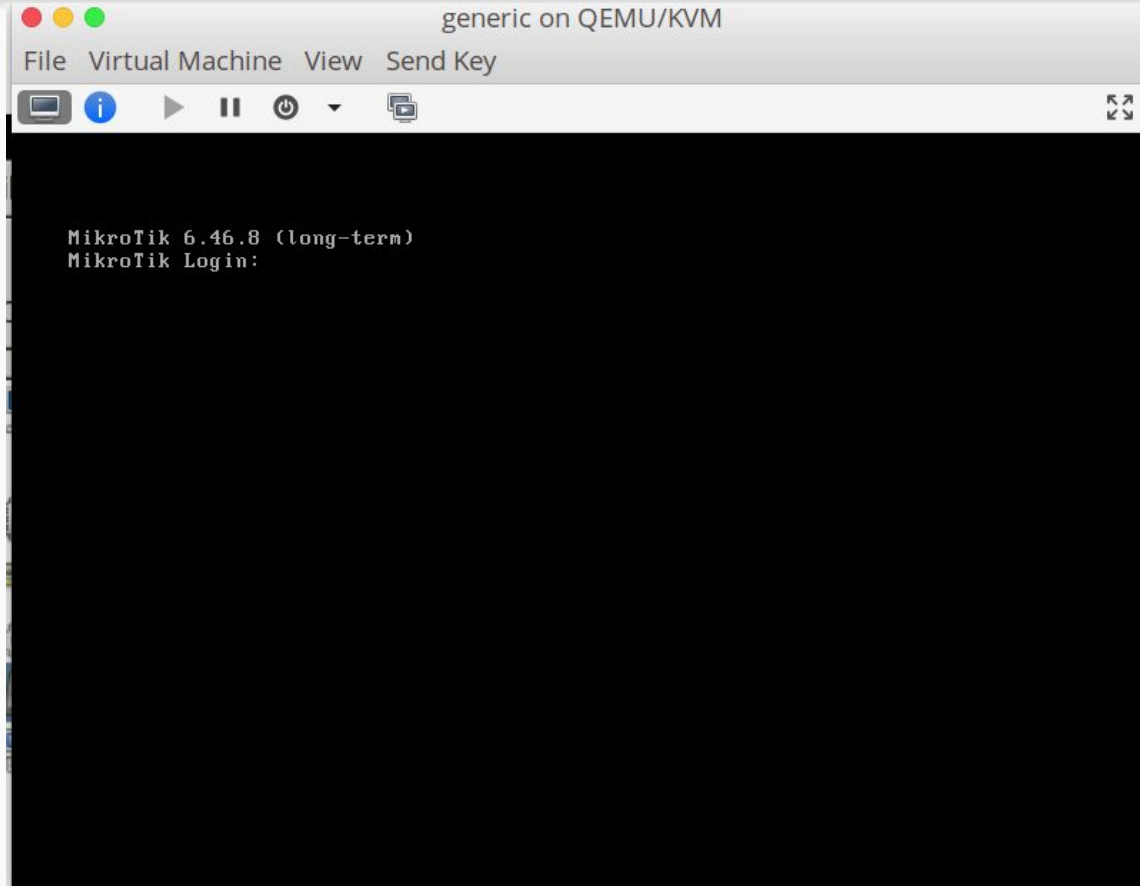 generic on QEMU/KVM
File Virtual Machine View Send Key
MikroTik 6.46.8 (long-term)
MikroTik Login: